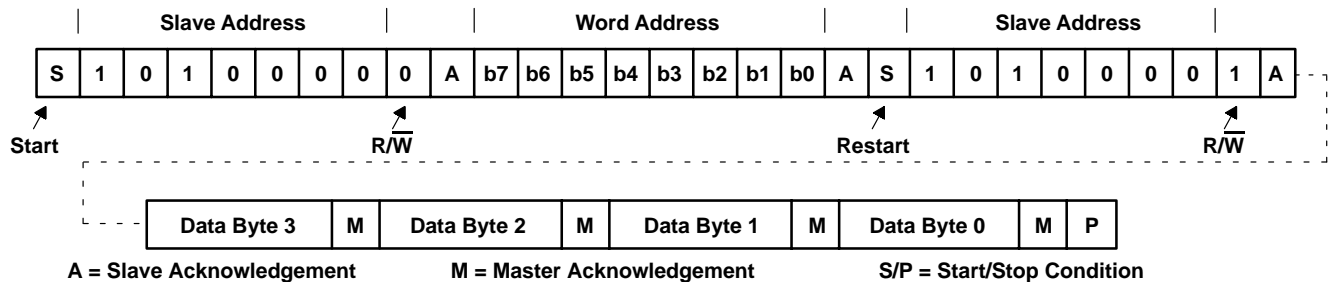 Slave Address Word Address Slave Address
S 1 0 1 0 0 0 0 0 A b7 b6 b5 b4 b3 b2 b1 b0 A S 1 0 1 0 0 0 0 1 A
Start R/W̅ Restart R/W̅
Data Byte 3 M Data Byte 2 M Data Byte 1 M Data Byte 0 M P
A = Slave Acknowledgement M = Master Acknowledgement S/P = Start/Stop Condition